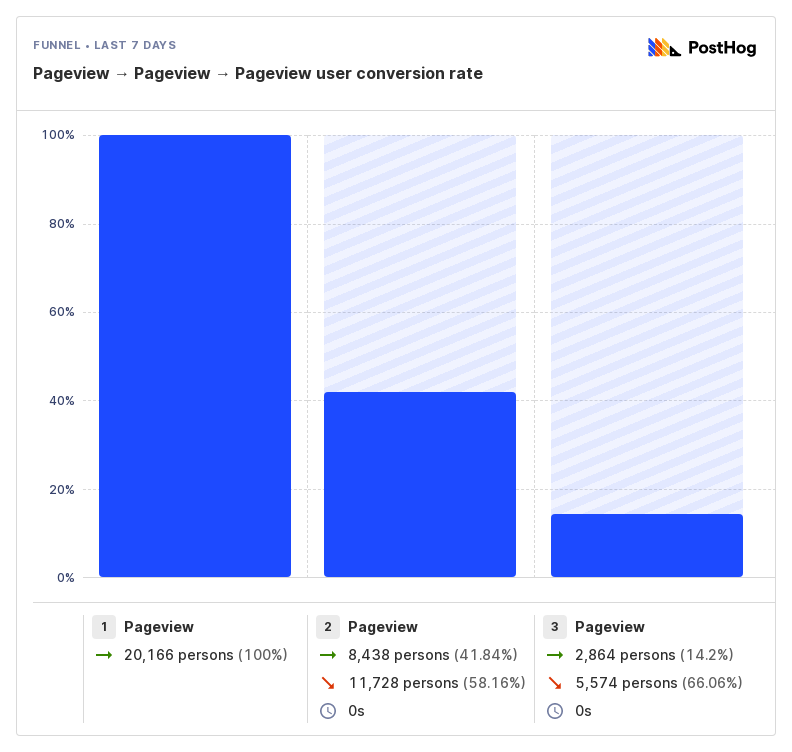 FUNNEL • LAST 7 DAYS
PostHog
Pageview → Pageview → Pageview user conversion rate
100%
80%
60%
40%
20%
0%
1 Pageview
20,166 persons (100%)
2 Pageview
8,438 persons (41.84%)
11,728 persons (58.16%)
0s
3 Pageview
2,864 persons (14.2%)
5,574 persons (66.06%)
0s